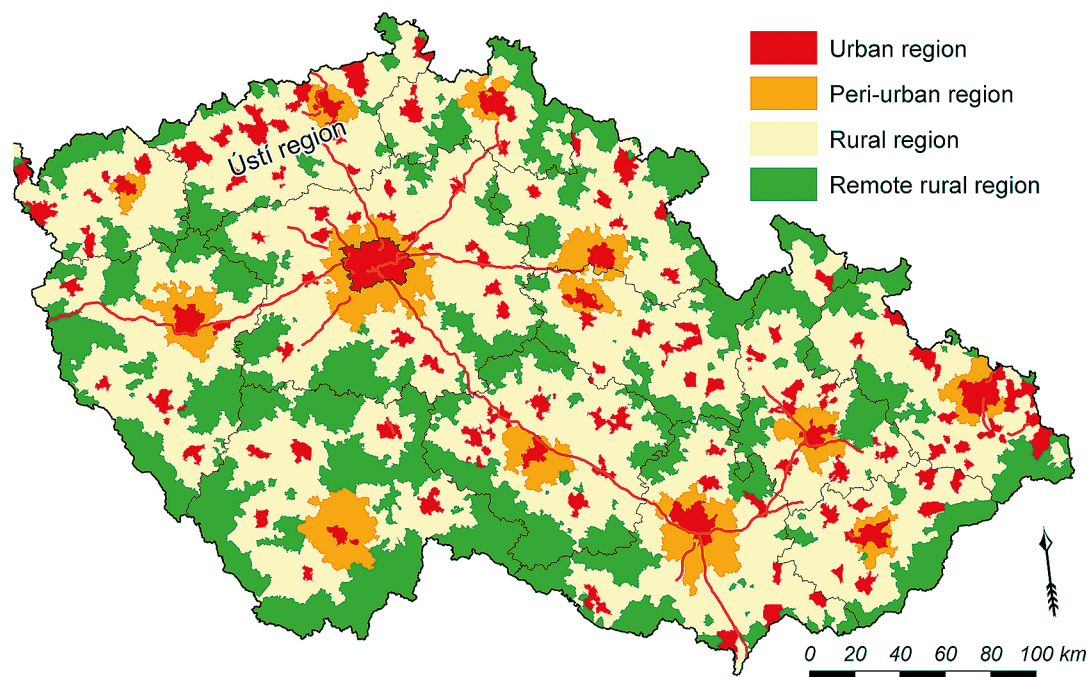 Urban region
Peri-urban region
Rural region
Remote rural region
Ústí region
0 20 40 60 80 100 km